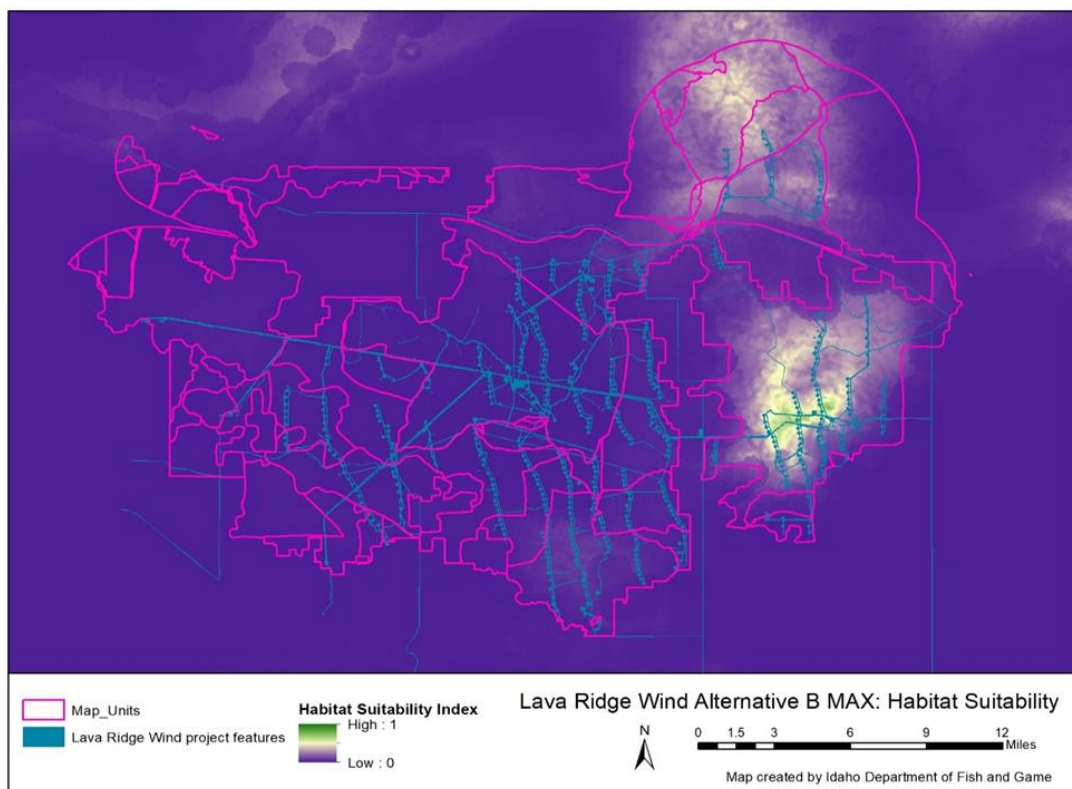 Map_Units
Lava Ridge Wind project features
Habitat Suitability Index
High : 1
Low : 0
Lava Ridge Wind Alternative B MAX: Habitat Suitability
N
0 1.5 3 6 9 12
Miles
Map created by Idaho Department of Fish and Game